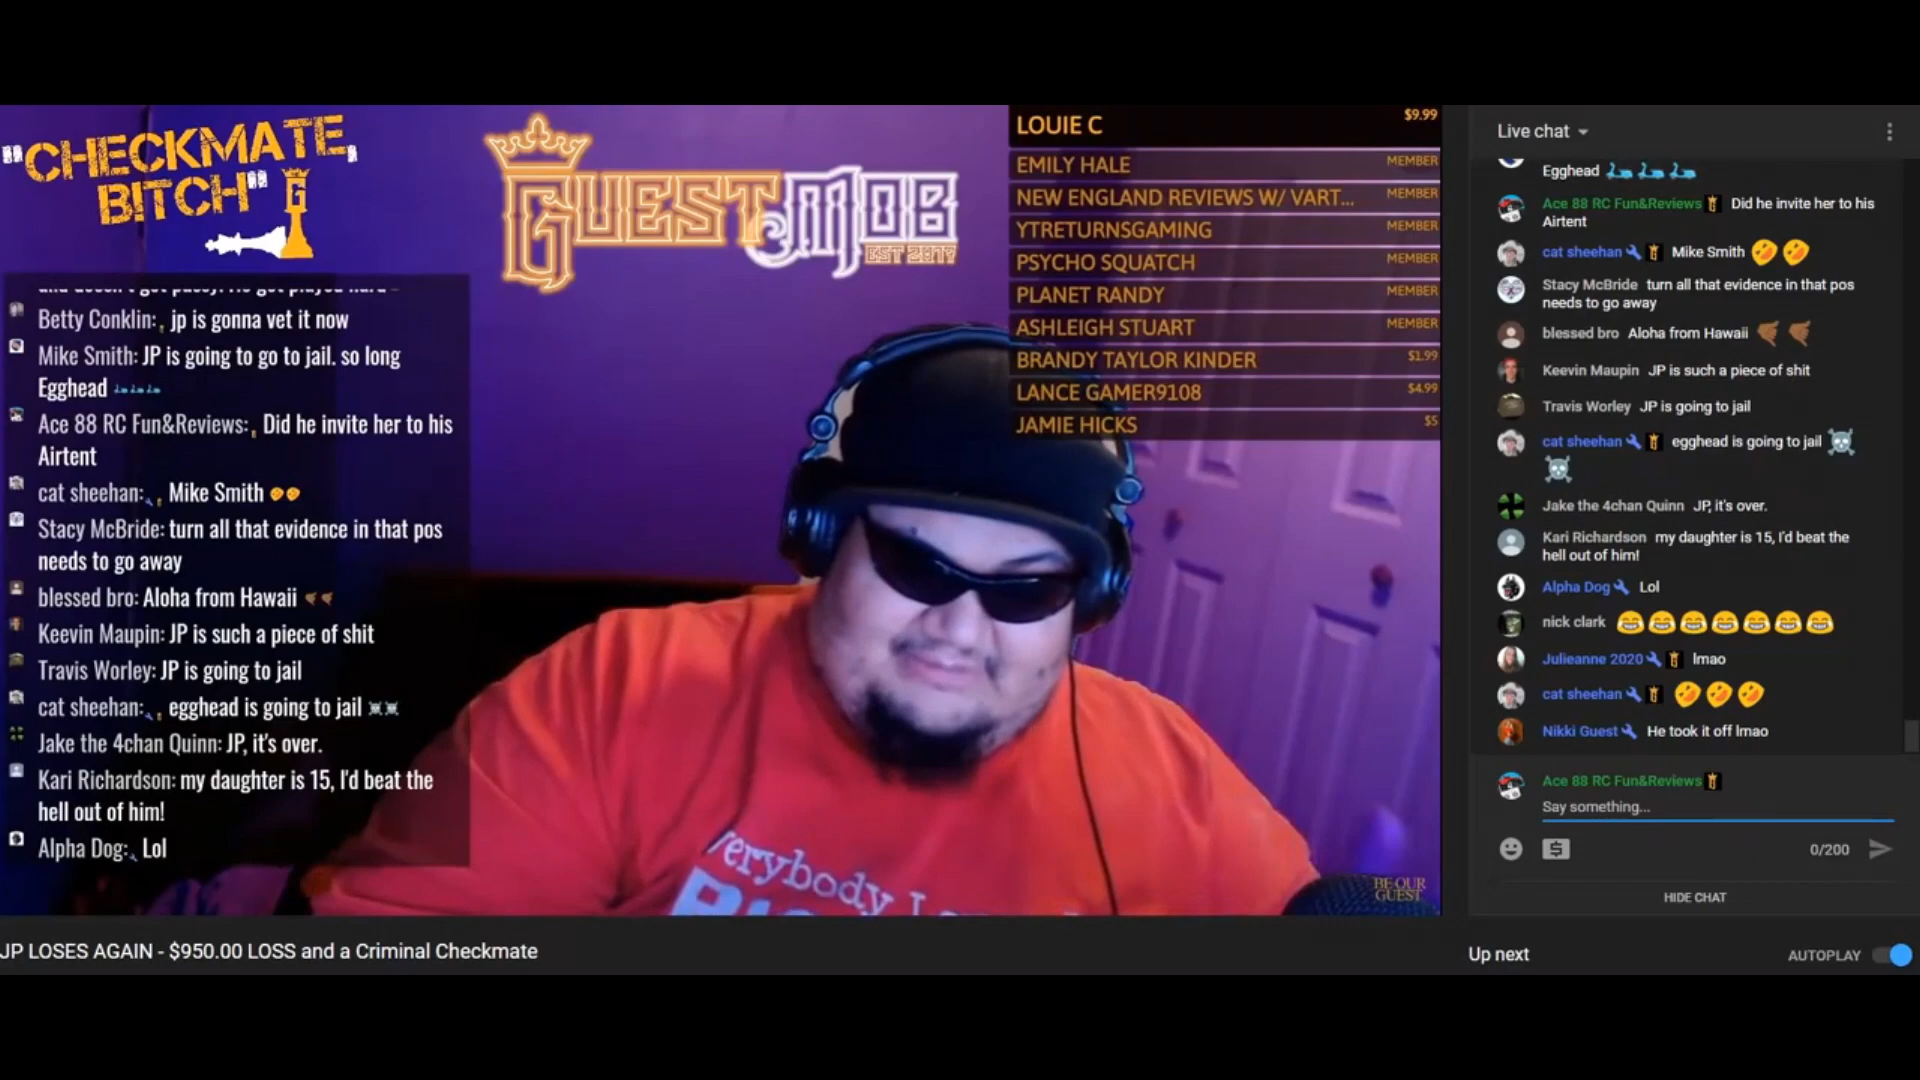 "CHECKMATE,
BITCH"
GUESTMOB
EST 2017
LOUIE C $9.99
EMILY HALE MEMBER
NEW ENGLAND REVIEWS W/ VART... MEMBER
YTRETURNSGAMING MEMBER
PSYCHO SQUATCH MEMBER
PLANET RANDY MEMBER
ASHLEIGH STUART MEMBER
BRANDY TAYLOR KINDER $1.99
LANCE GAMER9108 $4.99
JAMIE HICKS $5
Betty Conklin: jp is gonna vet it now
Mike Smith: JP is going to go to jail. so long
Egghead
Ace 88 RC Fun&Reviews: Did he invite her to his
Airtent
cat sheehan: Mike Smith
Stacy McBride: turn all that evidence in that pos
needs to go away
blessed bro: Aloha from Hawaii
Keevin Maupin: JP is such a piece of shit
Travis Worley: JP is going to jail
cat sheehan: egghead is going to jail
Jake the 4chan Quinn: JP, it's over.
Kari Richardson: my daughter is 15, I'd beat the
hell out of him!
Alpha Dog: Lol
verybody
BE OUR
GUEST
JP LOSES AGAIN - $950.00 LOSS and a Criminal Checkmate
Live chat
Egghead
Ace 88 RC Fun&Reviews Did he invite her to his
Airtent
cat sheehan Mike Smith
Stacy McBride turn all that evidence in that pos
needs to go away
blessed bro Aloha from Hawaii
Keevin Maupin JP is such a piece of shit
Travis Worley JP is going to jail
cat sheehan egghead is going to jail
Jake the 4chan Quinn JP, it's over.
Kari Richardson my daughter is 15, I'd beat the
hell out of him!
Alpha Dog Lol
nick clark
Julieanne 2020 lmao
cat sheehan
Nikki Guest He took it off lmao
Ace 88 RC Fun&Reviews
Say something...
0/200
HIDE CHAT
Up next AUTOPLAY